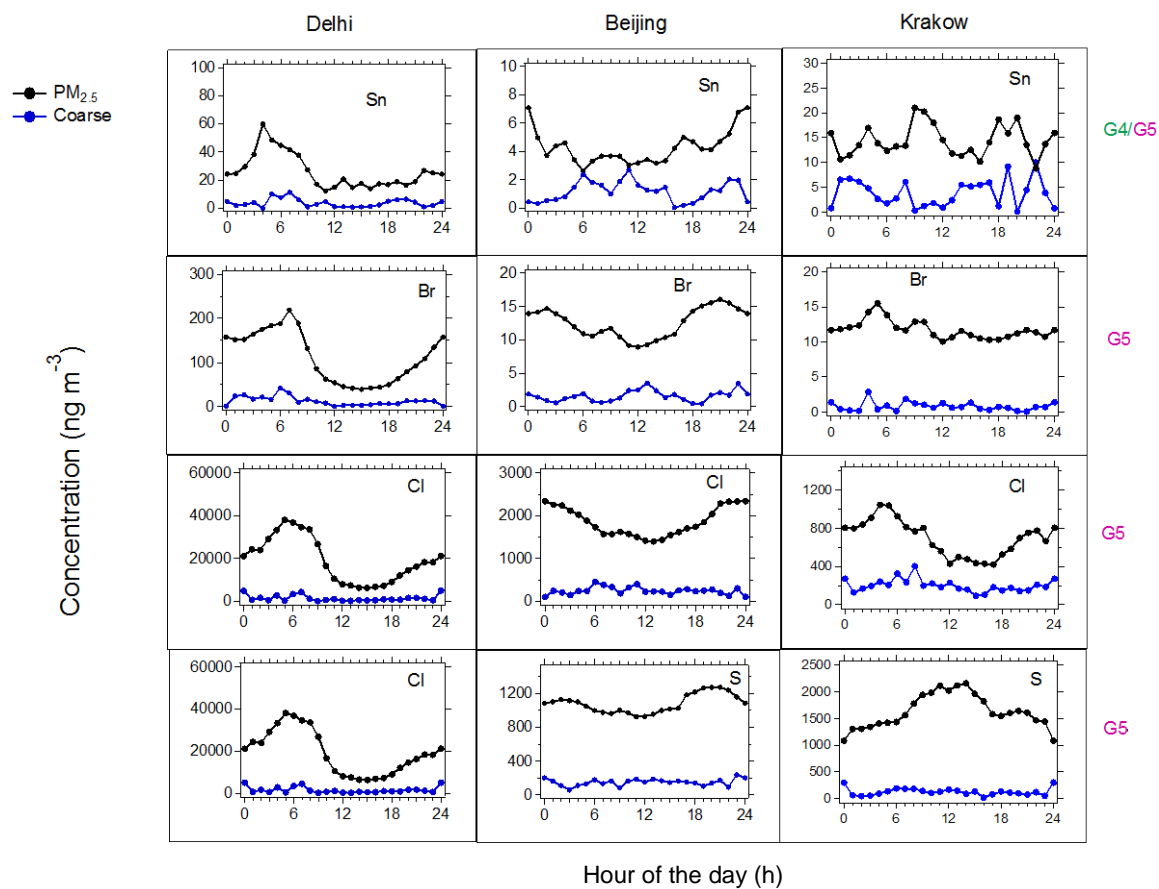 Delhi Beijing Krakow
PM2.5
Coarse
Concentration (ng m-3)
100
80
60
40
20
0
Sn
0 6 12 18 24
10
8
6
4
2
0
Sn
0 6 12 18 24
30
25
20
15
10
5
0
Sn
0 6 12 18 24
G4/G5
300
200
100
0
Br
0 6 12 18 24
20
15
10
5
0
Br
0 6 12 18 24
20
15
10
5
0
Br
0 6 12 18 24
G5
60000
40000
20000
0
Cl
0 6 12 18 24
3000
2000
1000
0
Cl
0 6 12 18 24
1200
800
400
0
Cl
0 6 12 18 24
G5
60000
40000
20000
0
Cl
0 6 12 18 24
1200
800
400
0
S
0 6 12 18 24
2500
2000
1500
1000
500
0
S
0 6 12 18 24
G5
Hour of the day (h)